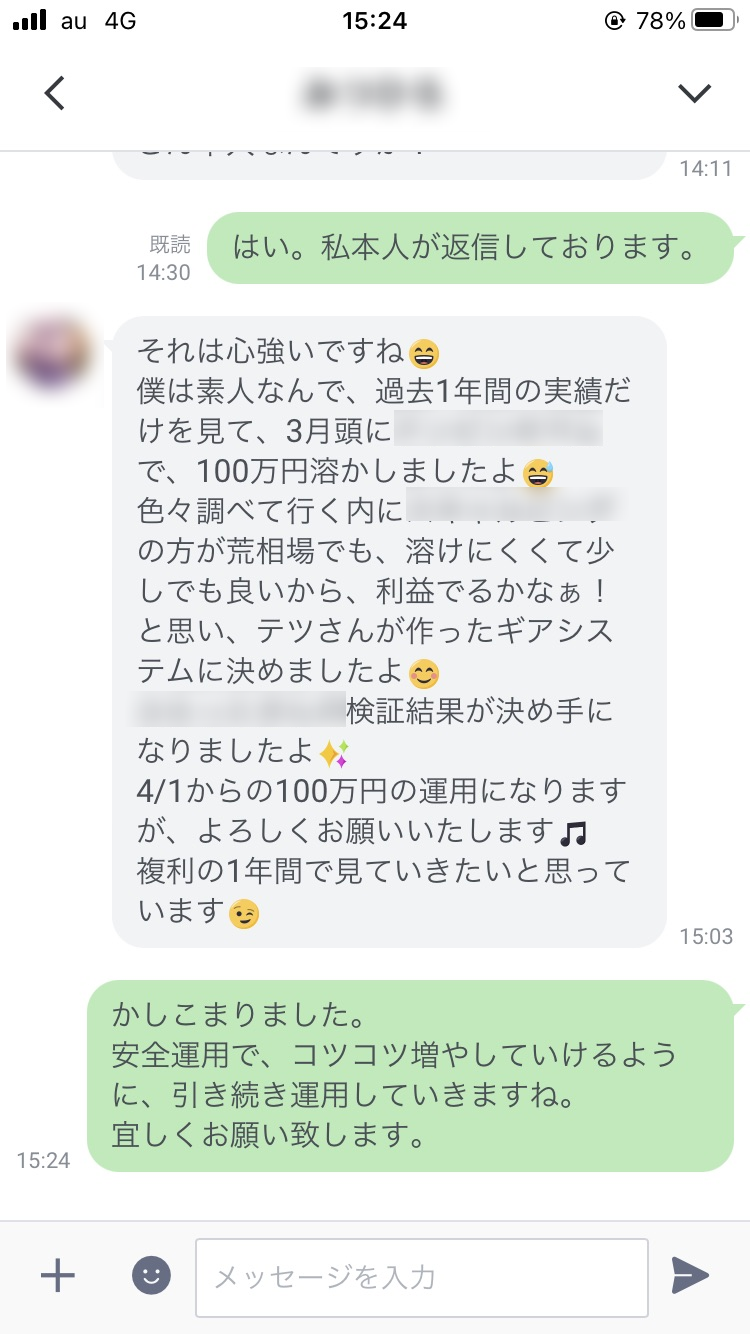 au 4G 15:24 78%
14:11
既読
14:30
はい。私本人が返信しております。
それは心強いですね😄
僕は素人なんで、過去1年間の実績だ
けを見て、3月頭に
で、100万円溶かしましたよ😅
色々調べて行く内に
の方が荒相場でも、溶けにくくて少
しでも良いから、利益でるかなぁ！
と思い、テツさんが作ったギアシス
テムに決めましたよ😊
検証結果が決め手に
なりましたよ✨
4/1からの100万円の運用になります
が、よろしくお願いいたします🎵
複利の1年間で見ていきたいと思って
います😉
15:03
かしこまりました。
安全運用で、コツコツ増やしていけるよう
に、引き続き運用していきますね。
宜しくお願い致します。
15:24
メッセージを入力